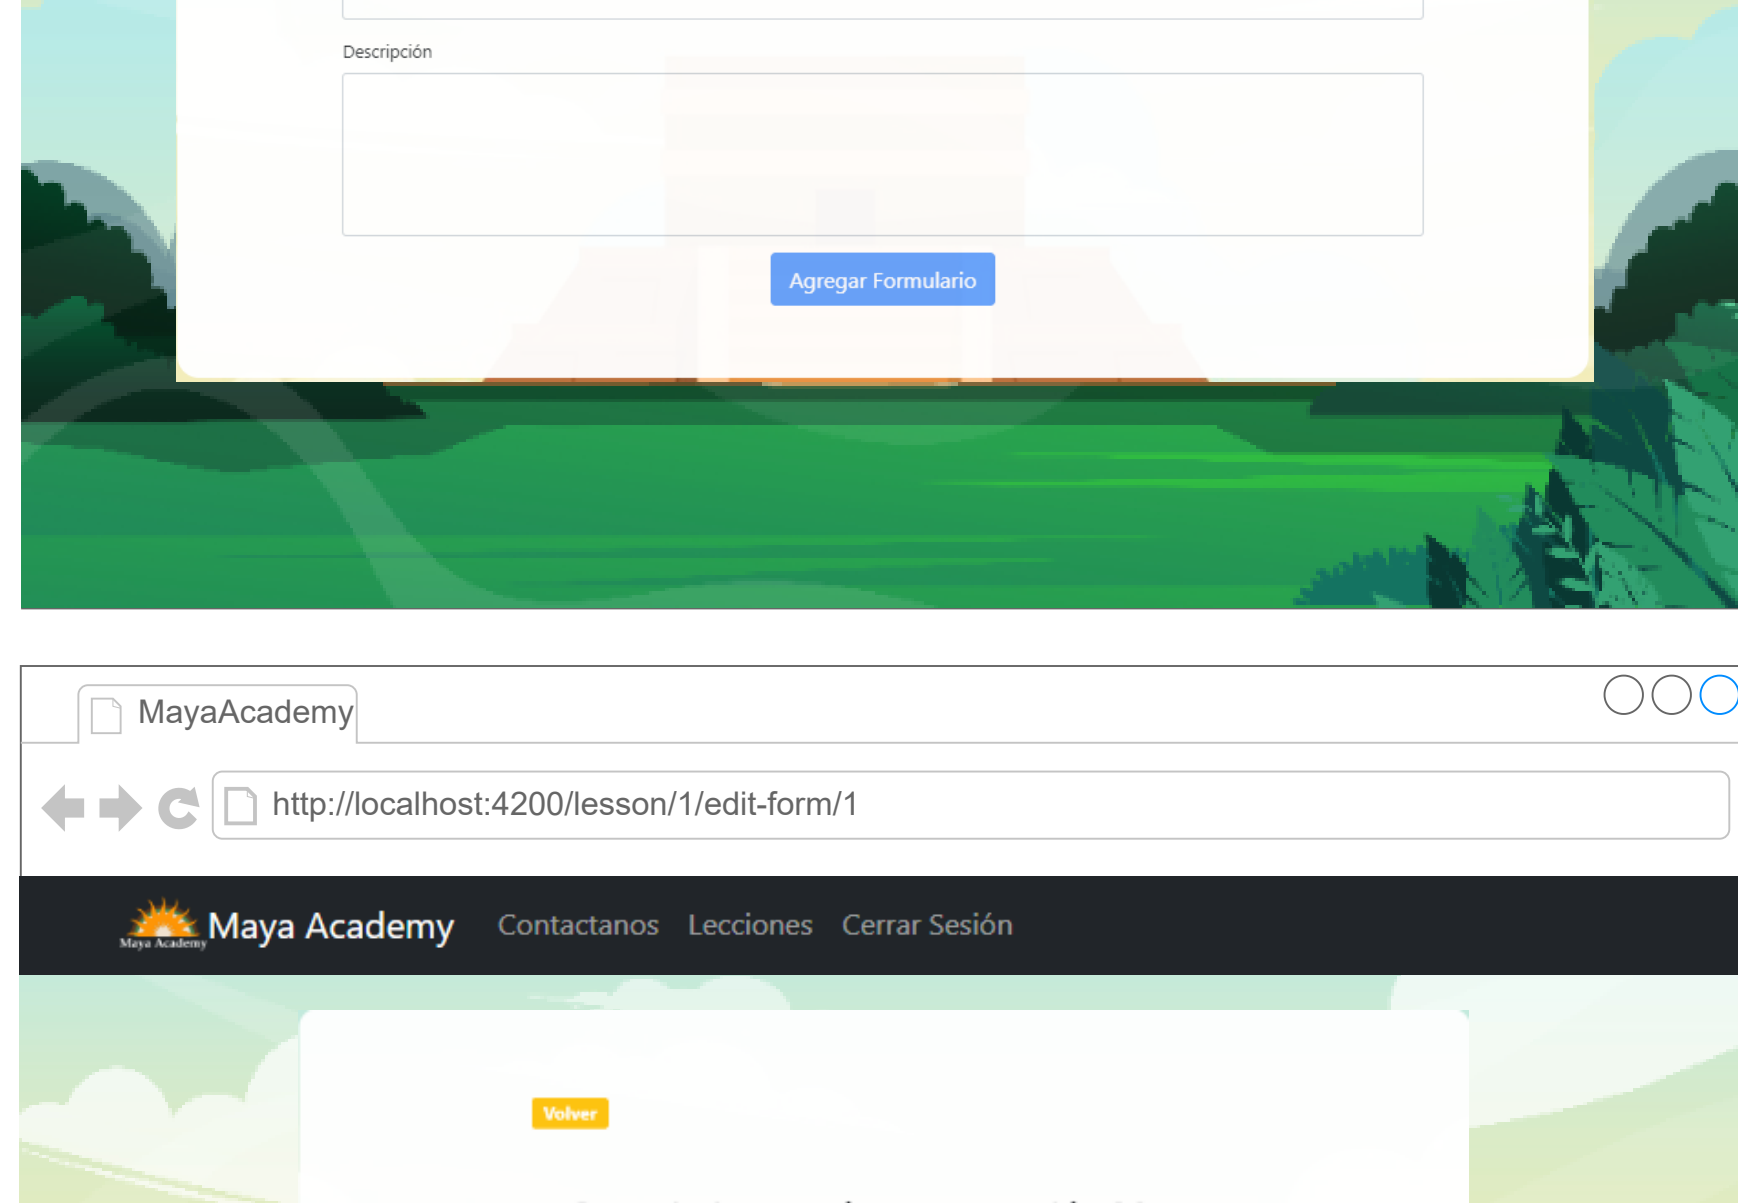 Descripción
Agregar Formulario
MayaAcademy
http://localhost:4200/lesson/1/edit-form/1
Maya Academy Maya Academy Contactanos Lecciones Cerrar Sesión
Volver